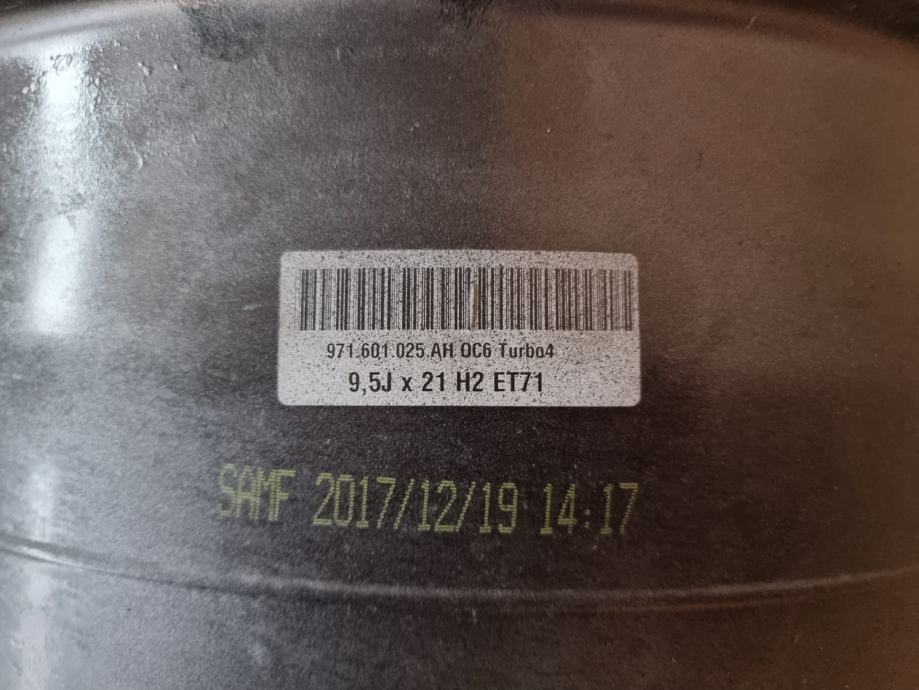 971.601.025.AH OC6 Turbo4
9,5J x 21 H2 ET71
SAMF 2017/12/19 14:17